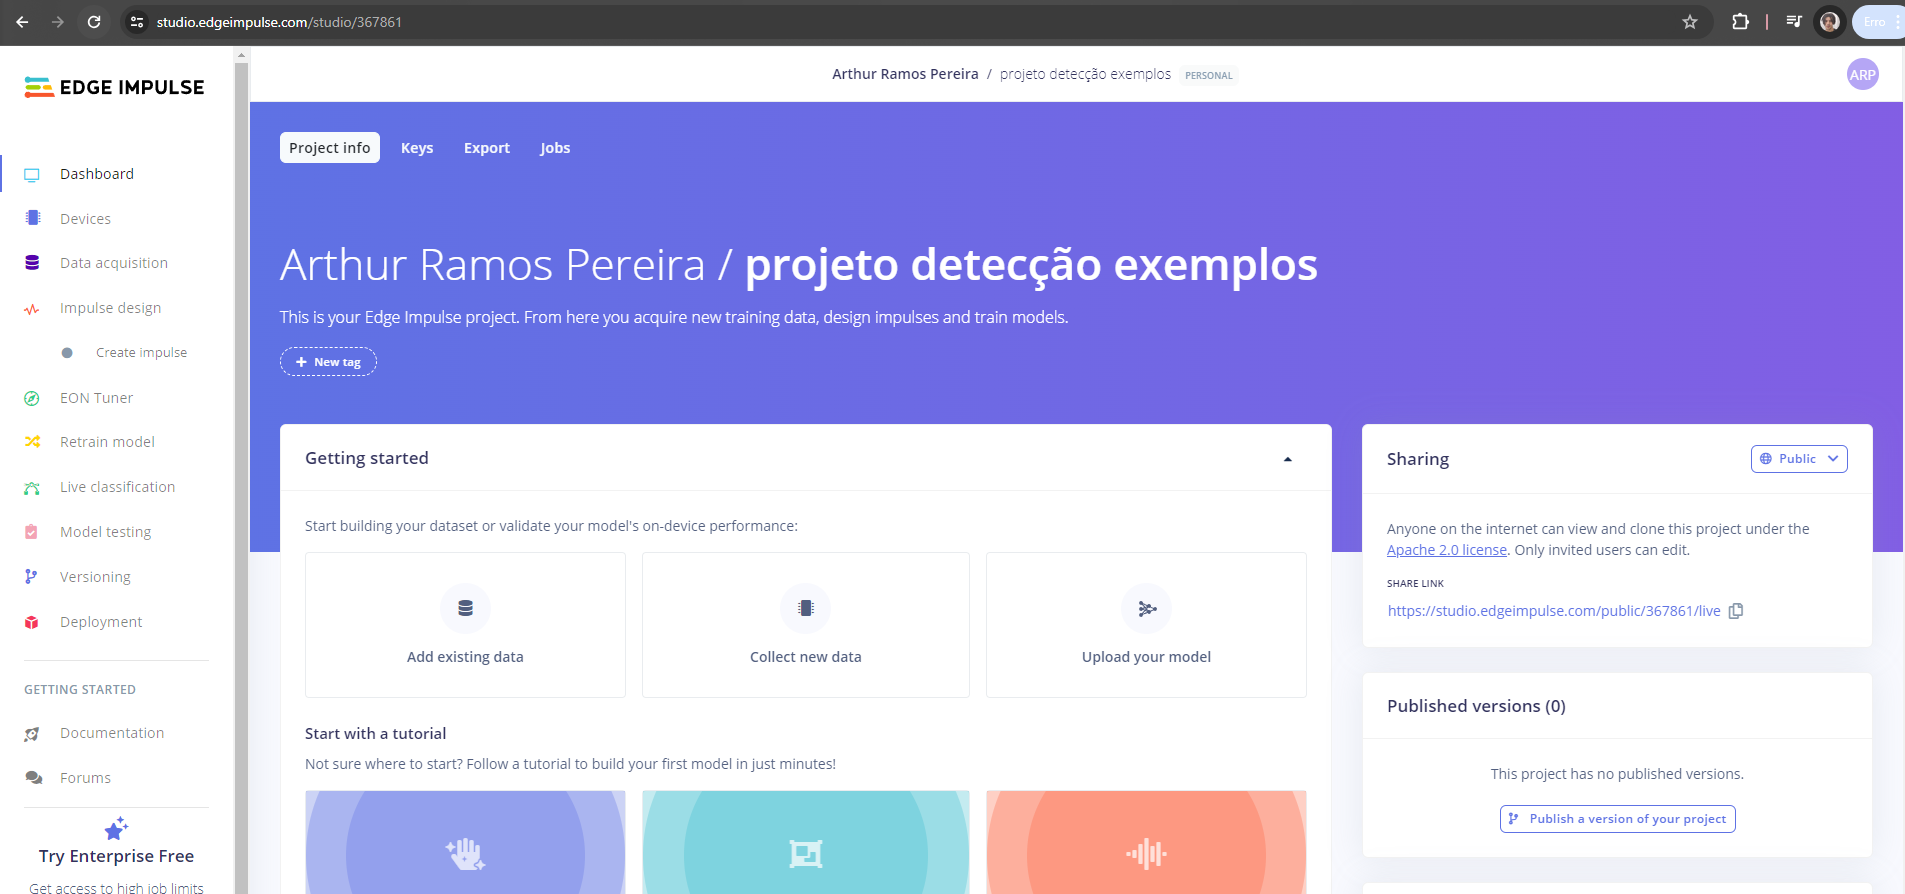 studio.edgeimpulse.com/studio/367861
Erro
EDGE IMPULSE
Dashboard
Devices
Data acquisition
Impulse design
Create impulse
EON Tuner
Retrain model
Live classification
Model testing
Versioning
Deployment
GETTING STARTED
Documentation
Forums
Try Enterprise Free
Get access to high job limits
Arthur Ramos Pereira / projeto detecção exemplos PERSONAL
ARP
Project info Keys Export Jobs
Arthur Ramos Pereira / projeto detecção exemplos
This is your Edge Impulse project. From here you acquire new training data, design impulses and train models.
+ New tag
Getting started
Start building your dataset or validate your model's on-device performance:
Add existing data
Collect new data
Upload your model
Start with a tutorial
Not sure where to start? Follow a tutorial to build your first model in just minutes!
Sharing
Public
Anyone on the internet can view and clone this project under the
Apache 2.0 license. Only invited users can edit.
SHARE LINK
https://studio.edgeimpulse.com/public/367861/live
Published versions (0)
This project has no published versions.
Publish a version of your project